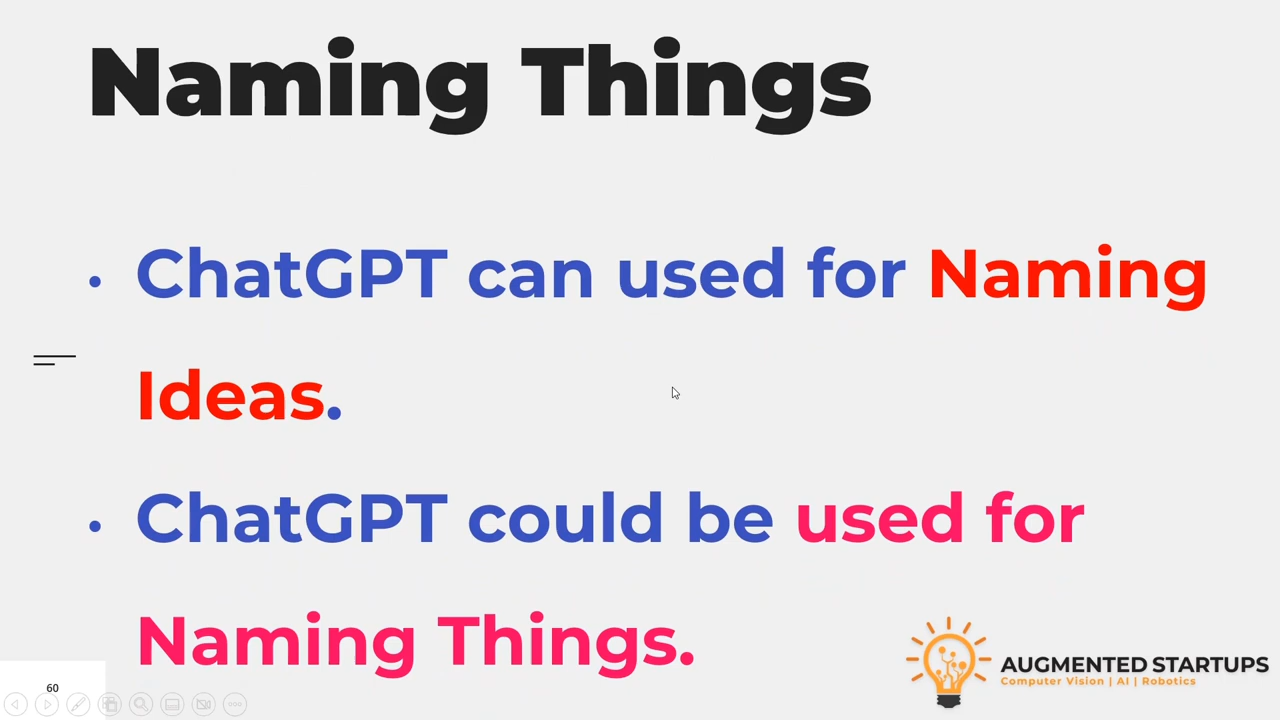 Naming Things
• ChatGPT can used for Naming
Ideas.
• ChatGPT could be used for
Naming Things.
AUGMENTED STARTUPS
Computer Vision | AI | Robotics
60